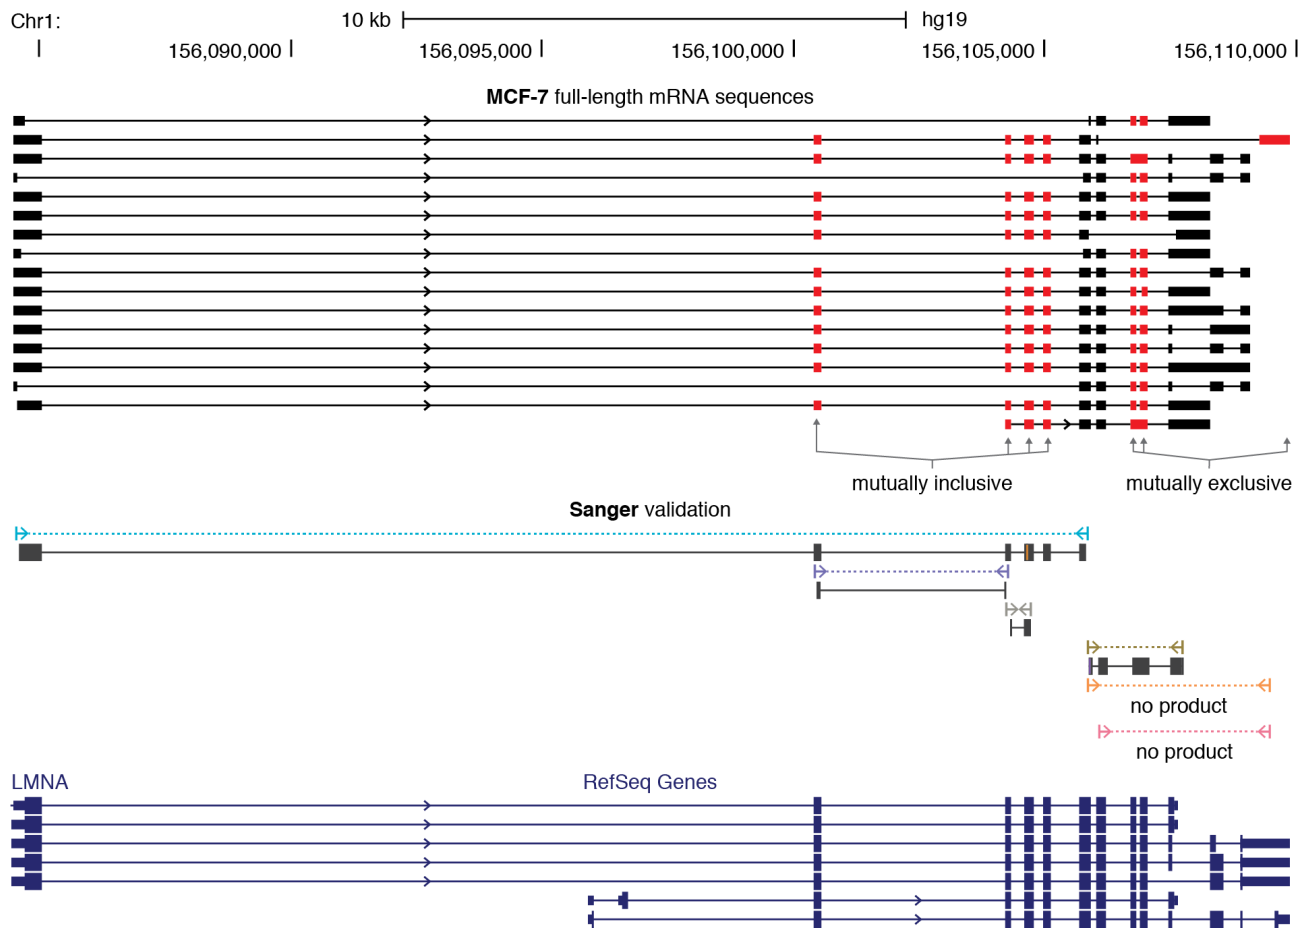 Chr1: 10 kb hg19
156,090,000 156,095,000 156,100,000 156,105,000 156,110,000
MCF-7 full-length mRNA sequences
mutually inclusive mutually exclusive
Sanger validation
no product
no product
LMNA RefSeq Genes